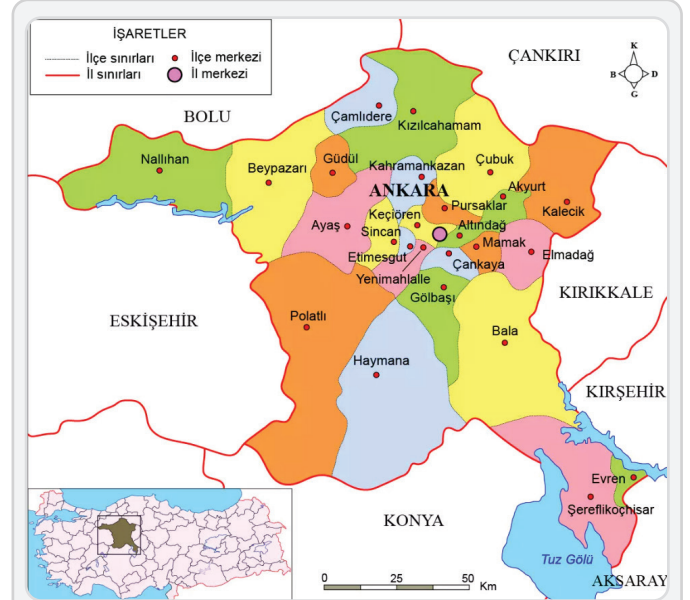 İŞARETLER
İlçe sınırları
İlçe merkezi
İl sınırları
İl merkezi
ÇANKIRI
K
B
D
G
BOLU
Çamlıdere
Kızılcahamam
Nallıhan
Beypazarı
Güdül
Kahramankazan
Çubuk
ANKARA
Akyurt
Pursaklar
Kalecik
Ayaş
Keçiören
Altındağ
Sincan
Mamak
Elmadağ
Etimesgut
Çankaya
Yenimahlalle
Gölbaşı
KIRIKKALE
ESKİŞEHİR
Polatlı
Bala
Haymana
KIRŞEHİR
Evren
Şereflikoçhisar
KONYA
Tuz Gölü
AKSARAY
0 25 50 Km